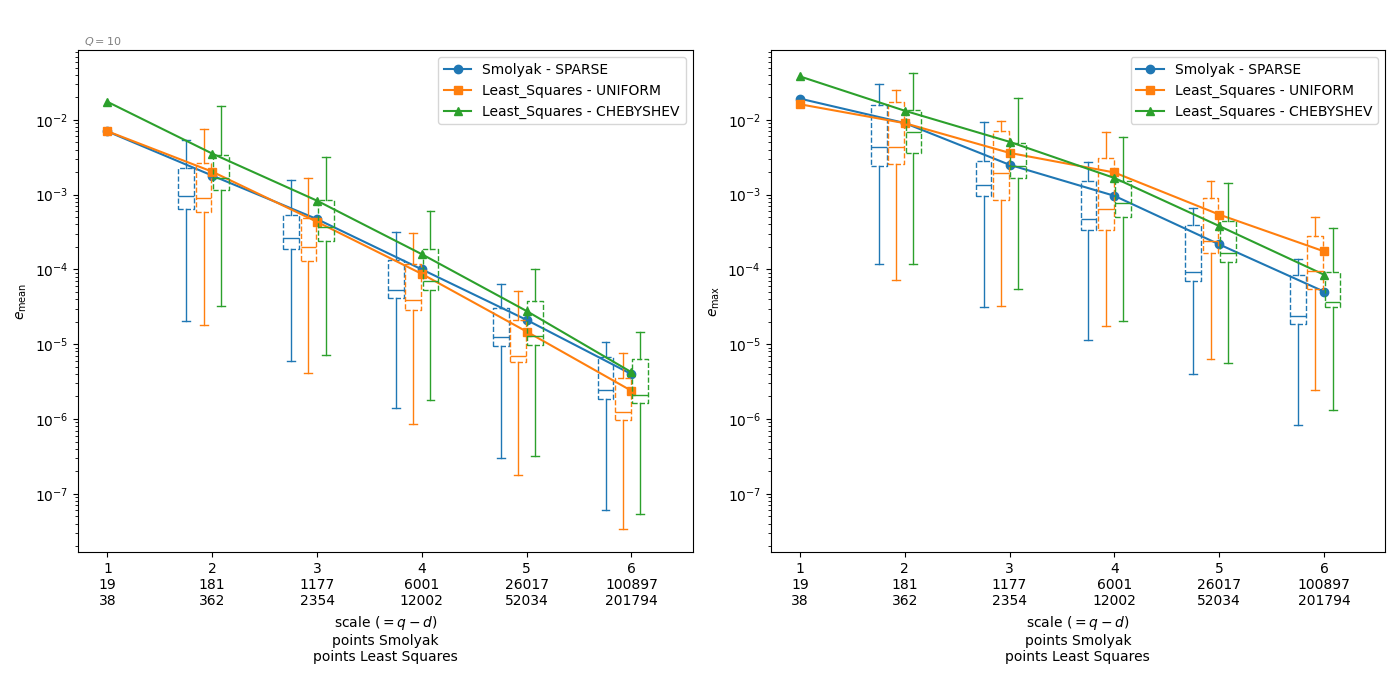 Q = 10
Smolyak - SPARSE
Least_Squares - UNIFORM
Least_Squares - CHEBYSHEV
10⁻²
10⁻³
10⁻⁴
10⁻⁵
10⁻⁶
10⁻⁷
e_mean
1 2 3 4 5 6
19 181 1177 6001 26017 100897
38 362 2354 12002 52034 201794
scale (= q − d)
points Smolyak
points Least Squares
Smolyak - SPARSE
Least_Squares - UNIFORM
Least_Squares - CHEBYSHEV
10⁻²
10⁻³
10⁻⁴
10⁻⁵
10⁻⁶
10⁻⁷
e_max
1 2 3 4 5 6
19 181 1177 6001 26017 100897
38 362 2354 12002 52034 201794
scale (= q − d)
points Smolyak
points Least Squares